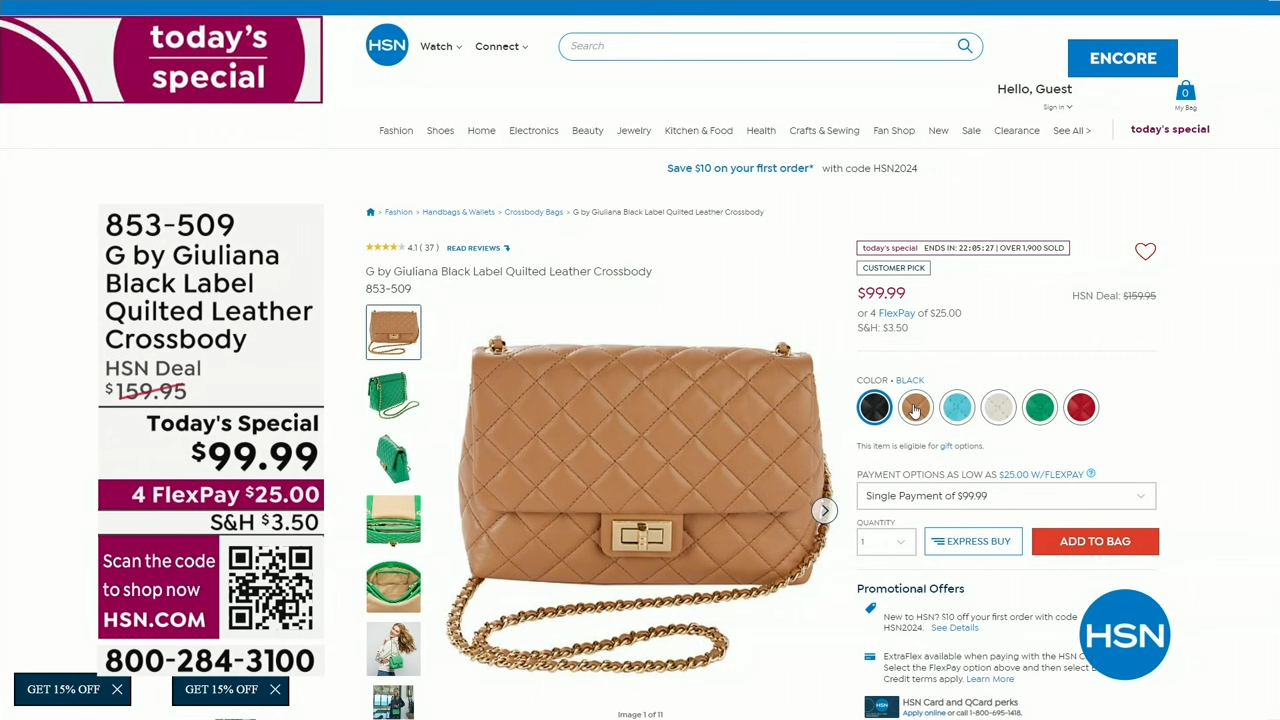 today's
special
HSN
Watch
Connect
Search
ENCORE
Hello, Guest
Sign In
0
My Bag
Fashion Shoes Home Electronics Beauty Jewelry Kitchen & Food Health Crafts & Sewing Fan Shop New Sale Clearance See All > today's special
Save $10 on your first order* with code HSN2024
> Fashion > Handbags & Wallets > Crossbody Bags > G by Giuliana Black Label Quilted Leather Crossbody
853-509
G by Giuliana
Black Label
Quilted Leather
Crossbody
HSN Deal
$159.95
Today's Special
$99.99
4 FlexPay $25.00
S&H $3.50
Scan the code
to shop now
HSN.COM
800-284-3100
GET 15% OFF X
GET 15% OFF X
4.1 ( 37 ) READ REVIEWS
G by Giuliana Black Label Quilted Leather Crossbody
853-509
Image 1 of 11
today's special ENDS IN: 22:05:27 | OVER 1,900 SOLD
CUSTOMER PICK
$99.99
HSN Deal: $159.95
or 4 FlexPay of $25.00
S&H: $3.50
COLOR • BLACK
This item is eligible for gift options.
PAYMENT OPTIONS AS LOW AS $25.00 W/FLEXPAY ?
Single Payment of $99.99
QUANTITY
1
EXPRESS BUY
ADD TO BAG
Promotional Offers
New to HSN? $10 off your first order with code
HSN2024. See Details
ExtraFlex available when paying with the HSN
Select the FlexPay option above and then select
Credit terms apply. Learn More
HSN Card and QCard perks
Apply online or call 1-800-695-1418.
HSN